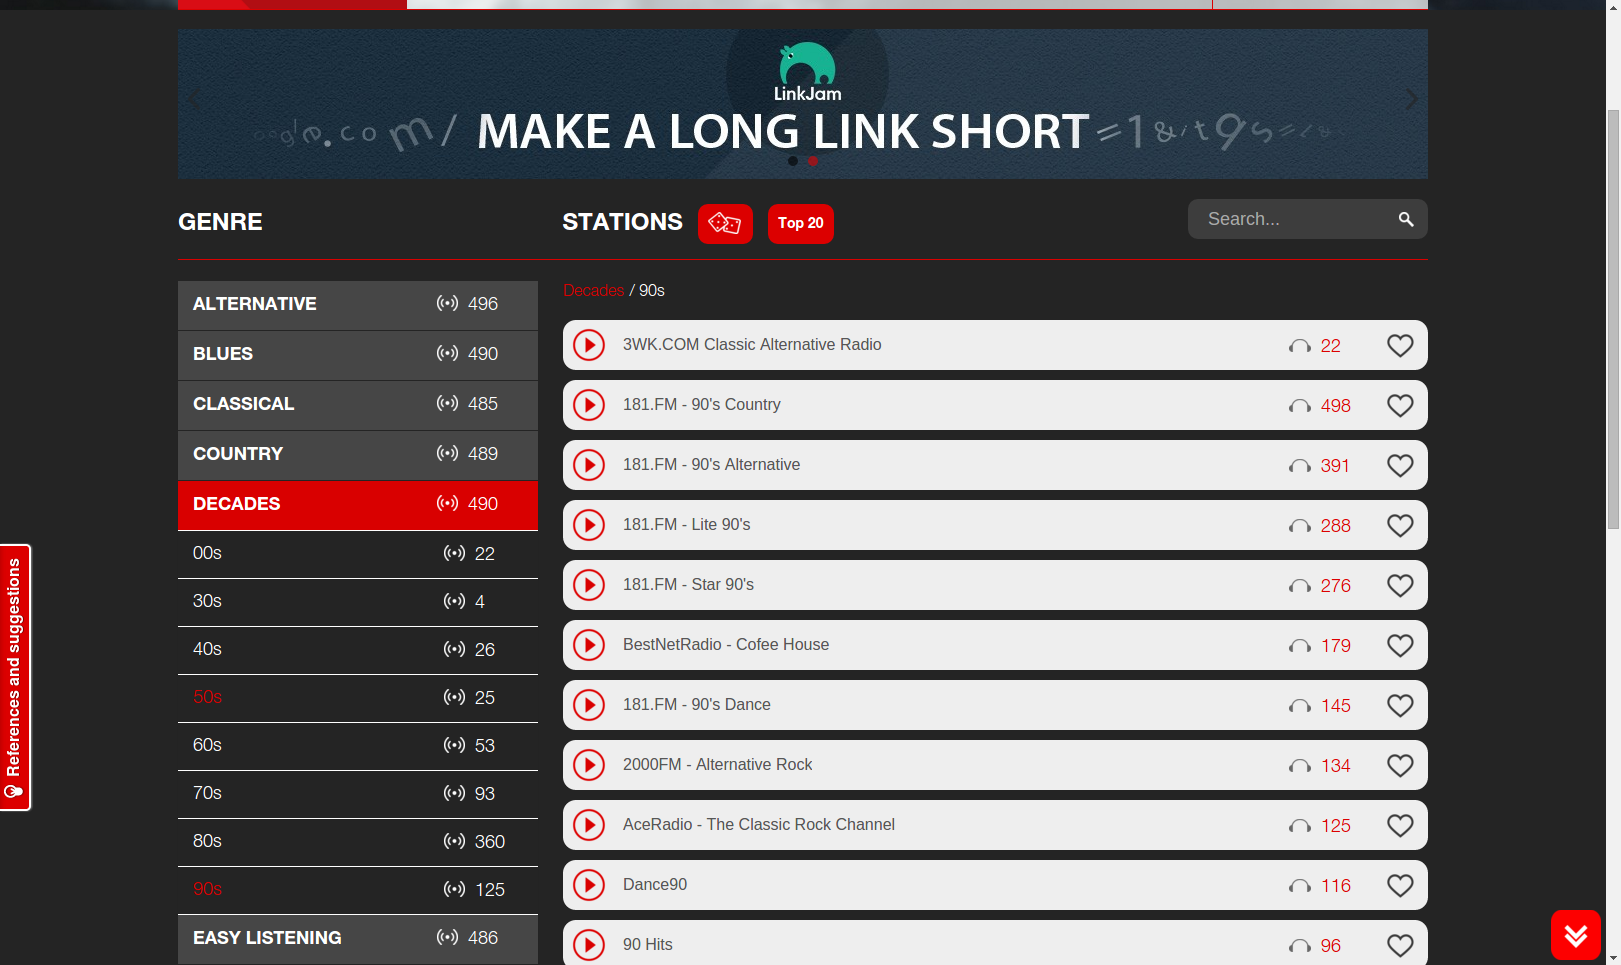 LinkJam
oogle.com/ MAKE A LONG LINK SHORT=1&it9s=1&
GENRE
STATIONS
Top 20
Search...
ALTERNATIVE 496
BLUES 490
CLASSICAL 485
COUNTRY 489
DECADES 490
00s 22
30s 4
40s 26
50s 25
60s 53
70s 93
80s 360
90s 125
EASY LISTENING 486
Decades / 90s
3WK.COM Classic Alternative Radio 22
181.FM - 90's Country 498
181.FM - 90's Alternative 391
181.FM - Lite 90's 288
181.FM - Star 90's 276
BestNetRadio - Cofee House 179
181.FM - 90's Dance 145
2000FM - Alternative Rock 134
AceRadio - The Classic Rock Channel 125
Dance90 116
90 Hits 96
References and suggestions